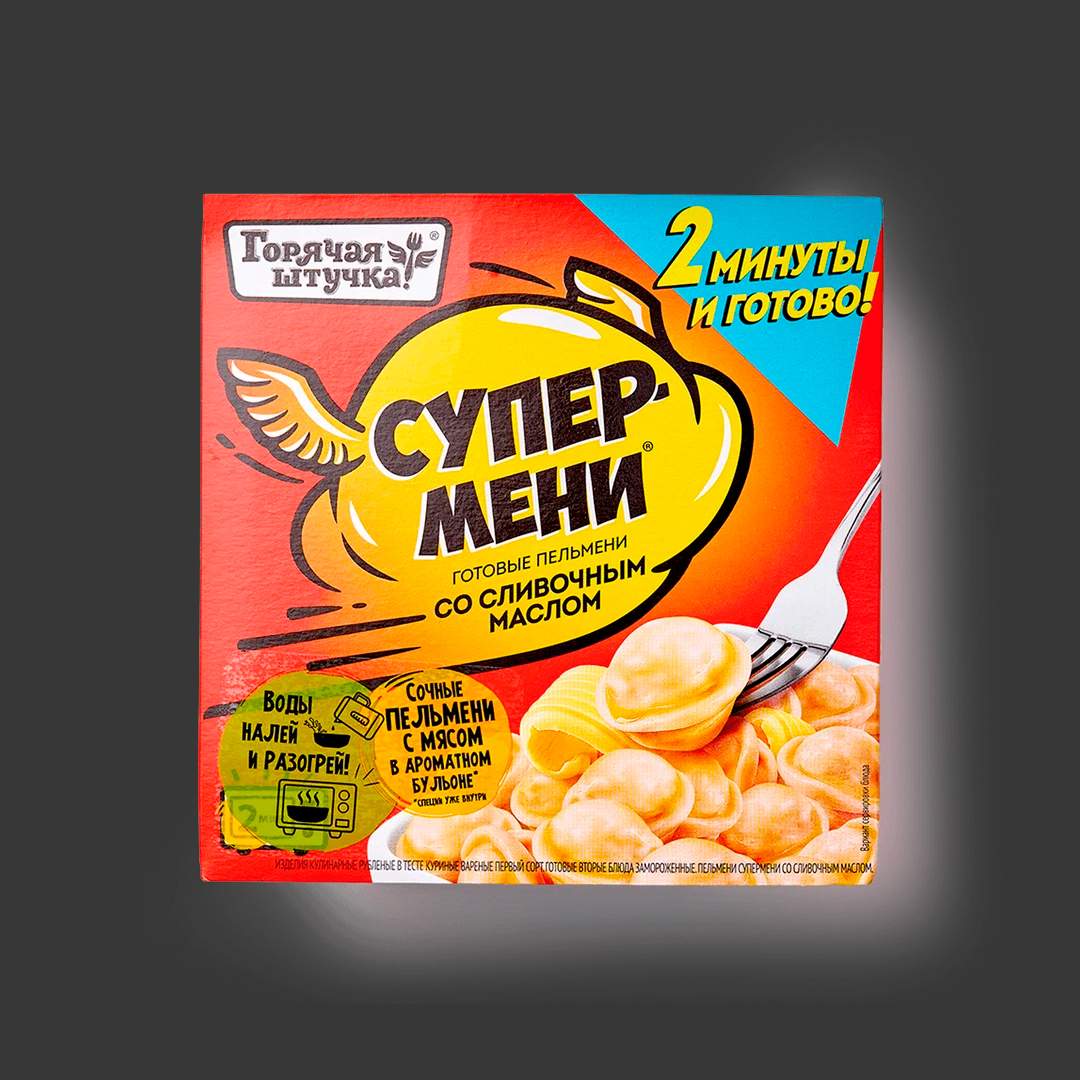 Горячая
штучка!®
2 минуты
и готово!
Супер-
мени®
готовые пельмени
со сливочным
маслом
Воды
налей
и разогрей!
Сочные
пельмени
с мясом
в ароматном
бульоне*
*специи уже внутри
2
Вариант сервировки блюда
ИЗДЕЛИЯ КУЛИНАРНЫЕ РУБЛЕНЫЕ В ТЕСТЕ КУРИНЫЕ ВАРЕНЫЕ ПЕРВЫЙ СОРТ, ГОТОВЫЕ ВТОРЫЕ БЛЮДА ЗАМОРОЖЕННЫЕ. ПЕЛЬМЕНИ СУПЕРМЕНИ СО СЛИВОЧНЫМ МАСЛОМ.